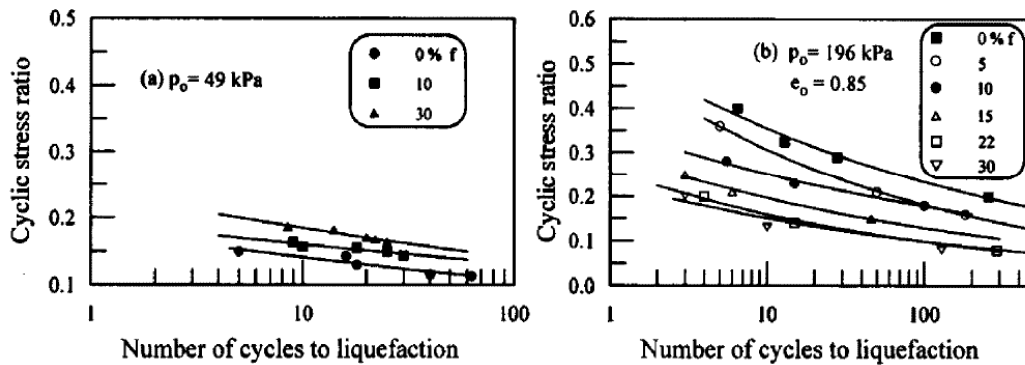 0.5
0.4
0.3
0.2
0.1
1
10
100
Cyclic stress ratio
Number of cycles to liquefaction
(a) pₒ= 49 kPa
0% f
10
30
0.6
0.5
0.4
0.3
0.2
0.1
0.0
1
10
100
Cyclic stress ratio
Number of cycles to liquefaction
(b) pₒ= 196 kPa
eₒ = 0.85
0% f
5
10
15
22
30